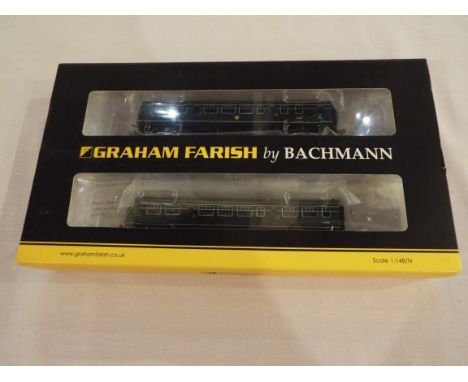 GRAHAM FARISH by BACHMANN
www.grahamfarish.co.uk
Scale 1:148/N